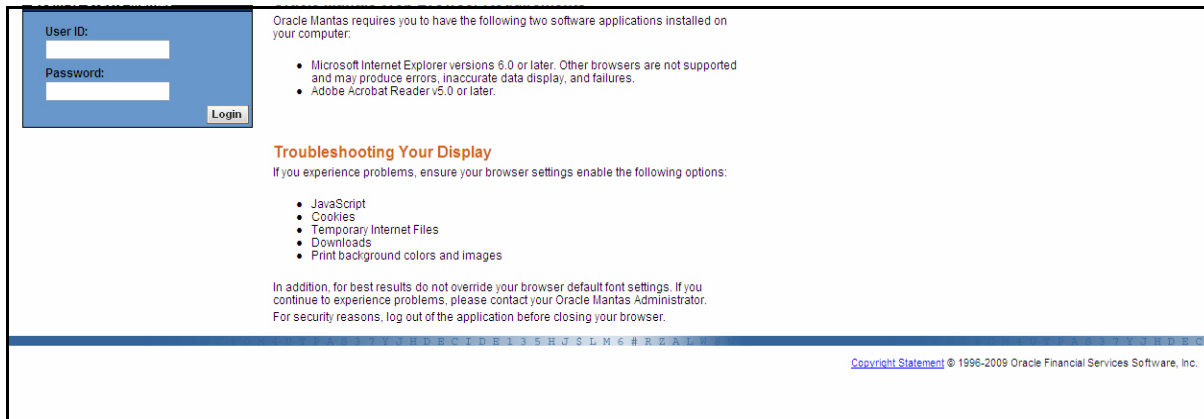 User ID:
Password:
Login
Oracle Mantas requires you to have the following two software applications installed on
your computer:
Microsoft Internet Explorer versions 6.0 or later. Other browsers are not supported
and may produce errors, inaccurate data display, and failures.
Adobe Acrobat Reader v5.0 or later.
Troubleshooting Your Display
If you experience problems, ensure your browser settings enable the following options:
JavaScript
Cookies
Temporary Internet Files
Downloads
Print background colors and images
In addition, for best results do not override your browser default font settings. If you
continue to experience problems, please contact your Oracle Mantas Administrator.
For security reasons, log out of the application before closing your browser.
Y J H D E C I D E 1 3 5 H J $ L M 6 # R Z A L
Copyright Statement © 1996-2009 Oracle Financial Services Software, Inc.